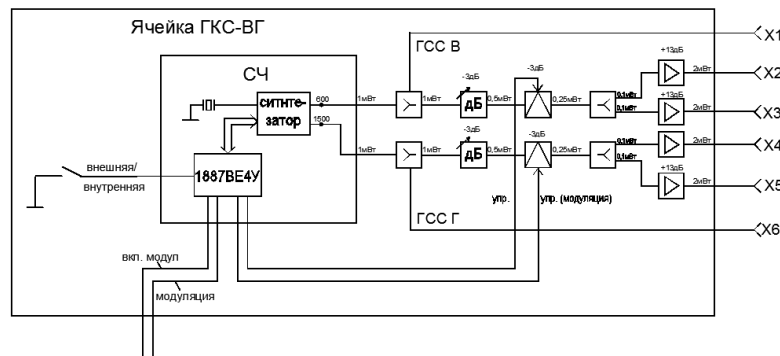 Ячейка ГКС-ВГ
СЧ
ГСС В
X1
+13дБ
600
1мВт
1мВт
-3дБ
дБ
0,5мВт
-3дБ
0,25мВт
0,1мВт
0,1мВт
2мВт
X2
ситнте-
затор
1500
+13дБ
2мВт
X3
1мВт
1мВт
-3дБ
дБ
0,5мВт
-3дБ
0,25мВт
0,1мВт
0,1мВт
2мВт
X4
+13дБ
2мВт
X5
внешняя/
внутренняя
1887ВЕ4У
ГСС Г
упр.
упр. (модуляция)
X6
вкл. модул
модуляция